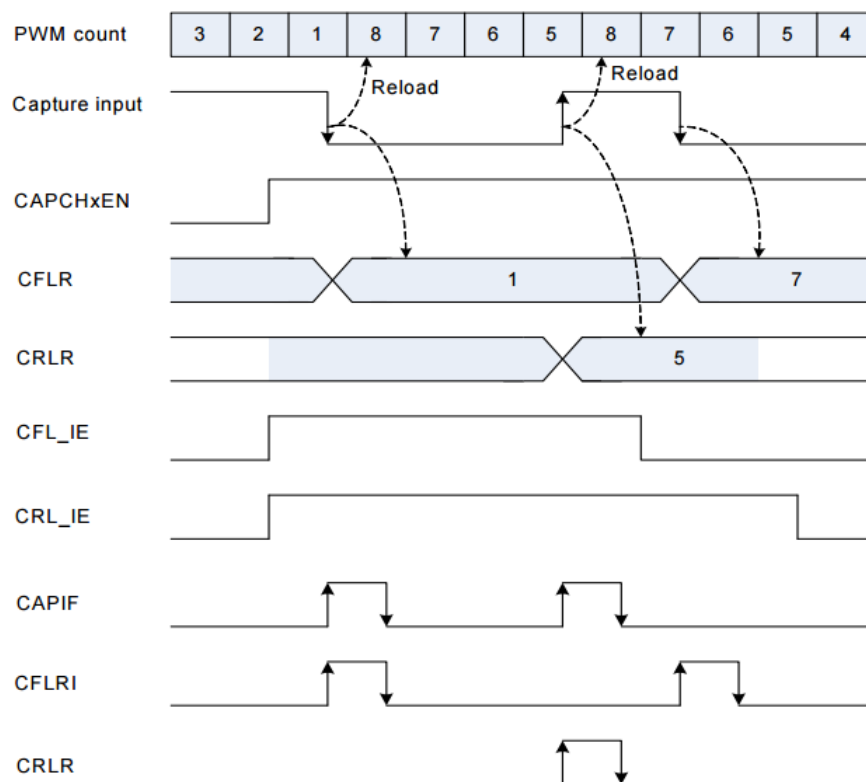 PWM count 3 2 1 8 7 6 5 8 7 6 5 4
Reload Reload
Capture input
CAPCHxEN
CFLR 1 7
CRLR 5
CFL_IE
CRL_IE
CAPIF
CFLRI
CRLR